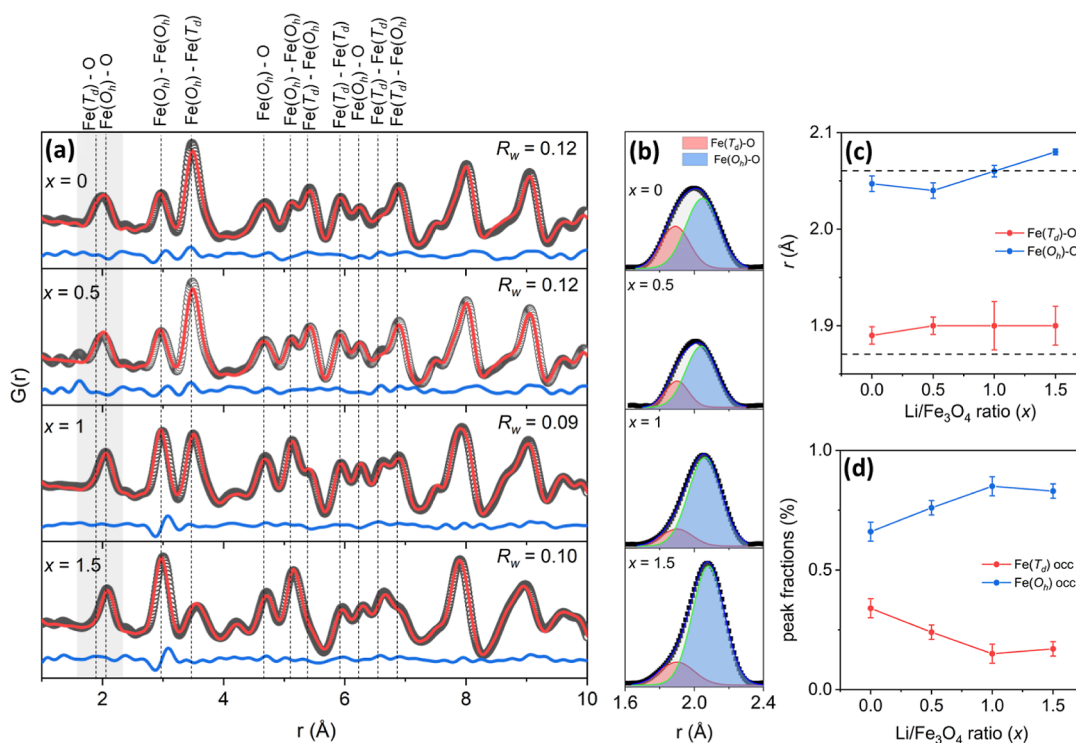 Fe(Td) - O
Fe(Oh) - O
Fe(Oh) - Fe(Oh)
Fe(Oh) - Fe(Td)
Fe(Oh) - O
Fe(Oh) - Fe(Oh)
Fe(Td) - Fe(Oh)
Fe(Td) - Fe(Td)
Fe(Oh) - O
Fe(Td) - Fe(Td)
Fe(Td) - Fe(Oh)
(a)
x = 0
Rw = 0.12
x = 0.5
Rw = 0.12
x = 1
Rw = 0.09
x = 1.5
Rw = 0.10
G(r)
2 4 6 8 10
r (Å)
(b)
Fe(Td)-O
Fe(Oh)-O
x = 0
x = 0.5
x = 1
x = 1.5
1.6 2.0 2.4
r (Å)
(c)
2.1
2.0
1.9
r (Å)
Fe(Td)-O
Fe(Oh)-O
0.0 0.5 1.0 1.5
Li/Fe3O4 ratio (x)
(d)
1.0
0.5
0.0
peak fractions (%)
Fe(Td) occ
Fe(Oh) occ
0.0 0.5 1.0 1.5
Li/Fe3O4 ratio (x)